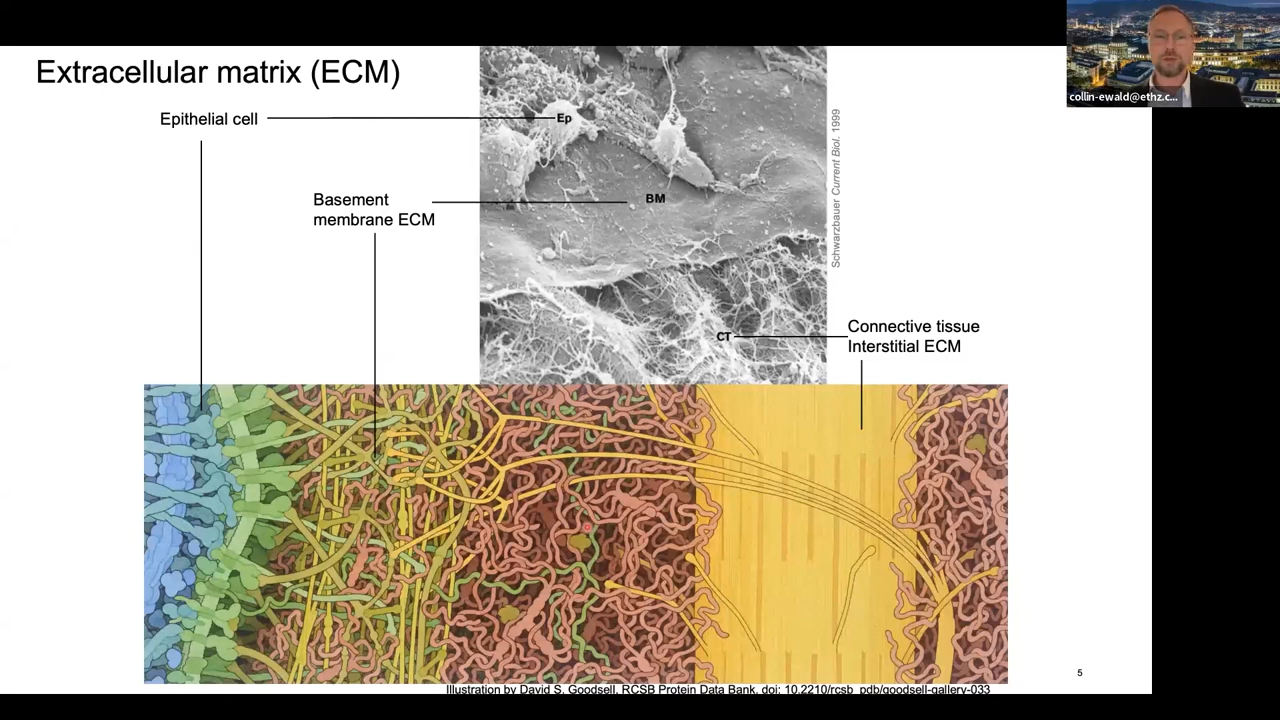 Extracellular matrix (ECM)
collin-ewald@ethz.c...
Epithelial cell
Ep
Schwarzbauer Current Biol. 1999
Basement
membrane ECM
BM
Connective tissue
Interstitial ECM
CT
5
Illustration by David S. Goodsell, RCSB Protein Data Bank. doi: 10.2210/rcsb_pdb/goodsell-gallery-033